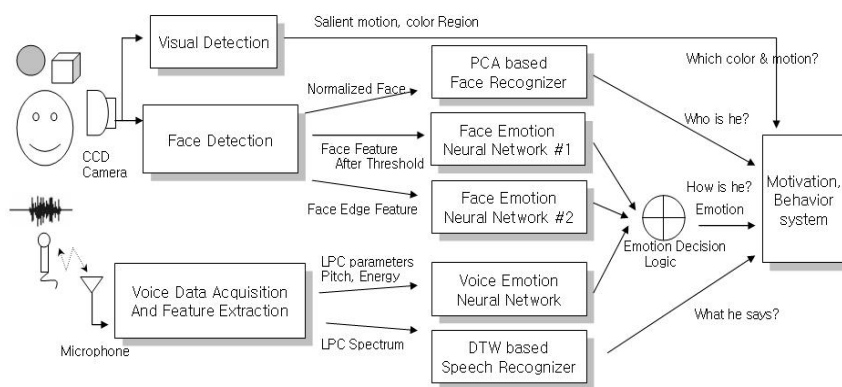 Salient motion, color Region
Visual Detection
Which color & motion?
PCA based
Face Recognizer
Normalized Face
Who is he?
CCD
Camera
Face Detection
Face Feature
After Threshold
Face Emotion
Neural Network #1
Face Edge Feature
Face Emotion
Neural Network #2
How is he?
Emotion
Emotion Decision
Logic
Motivation,
Behavior
system
LPC parameters
Pitch, Energy
Voice Data Acquisition
And Feature Extraction
Voice Emotion
Neural Network
What he says?
Microphone
LPC Spectrum
DTW based
Speech Recognizer